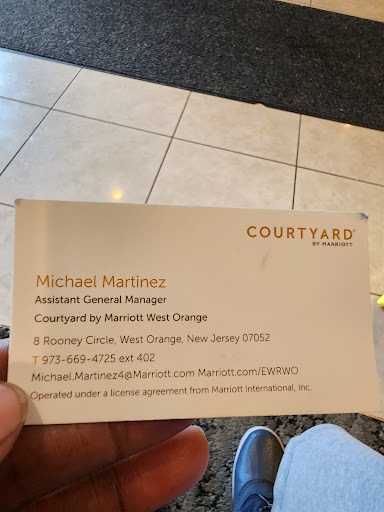 COURTYARD®
BY MARRIOTT
Michael Martinez
Assistant General Manager
Courtyard by Marriott West Orange
8 Rooney Circle, West Orange, New Jersey 07052
T 973-669-4725 ext 402
Michael.Martinez4@Marriott.com Marriott.com/EWRWO
Operated under a license agreement from Marriott International, Inc.